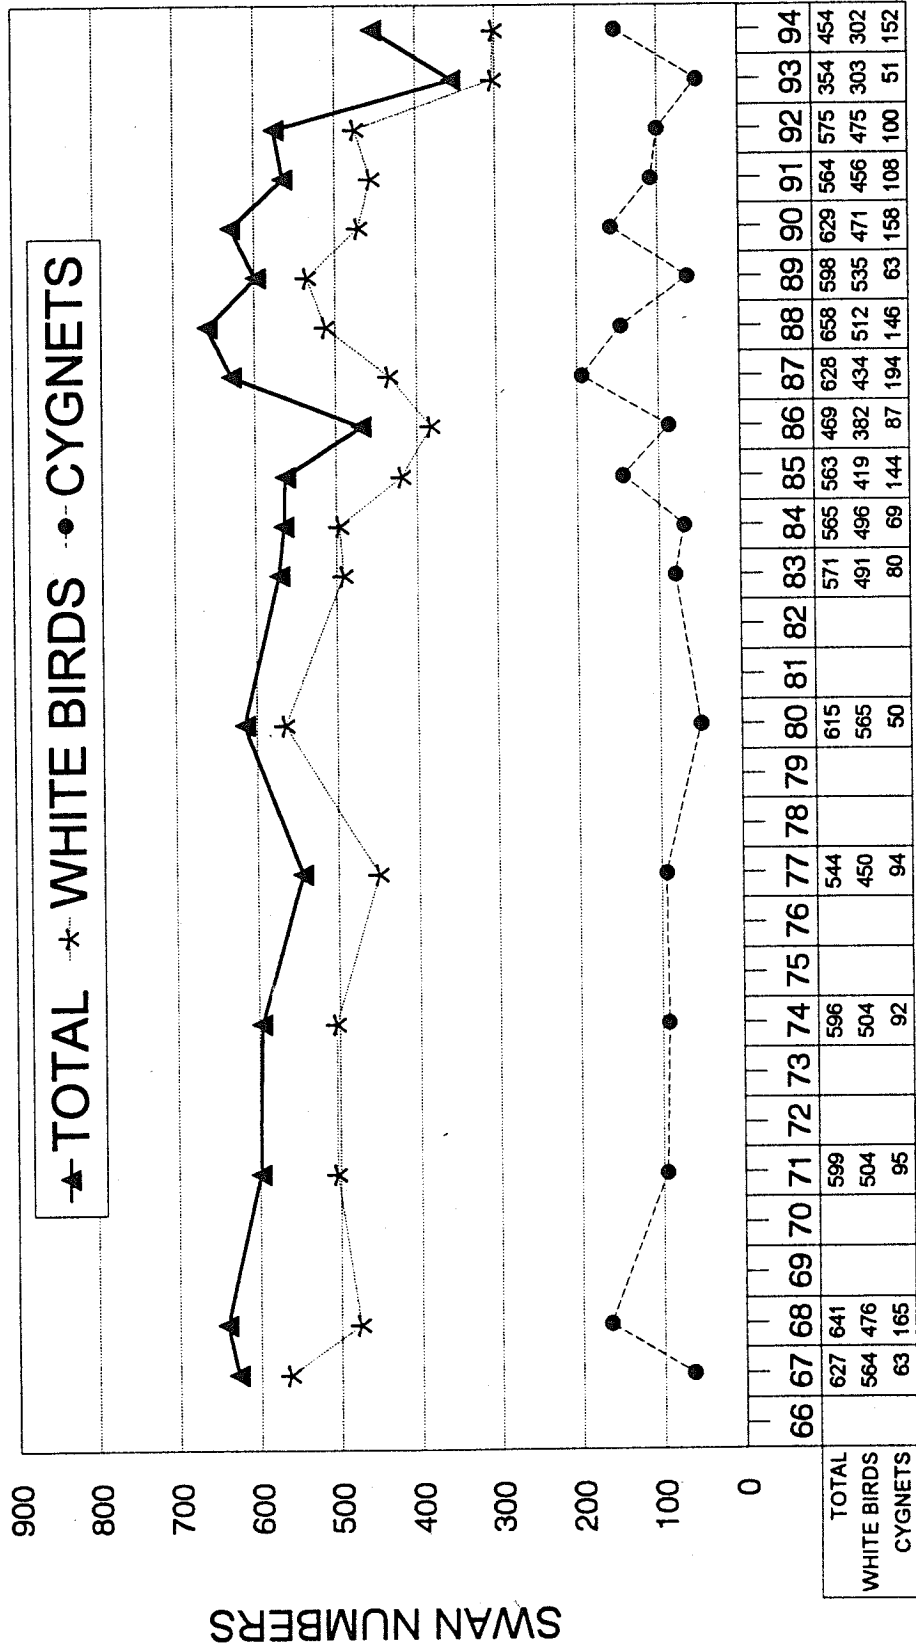 TOTAL WHITE BIRDS CYGNETS
SWAN NUMBERS
900
800
700
600
500
400
300
200
100
0
66 67 68 69 70 71 72 73 74 75 76 77 78 79 80 81 82 83 84 85 86 87 88 89 90 91 92 93 94
TOTAL 627 641 599 596 544 615 571 565 563 469 628 658 598 629 564 575 354 454
WHITE BIRDS 564 476 504 504 450 565 491 496 419 382 434 512 535 471 456 475 303 302
CYGNETS 63 165 95 92 94 50 80 69 144 87 194 146 63 158 108 100 51 152